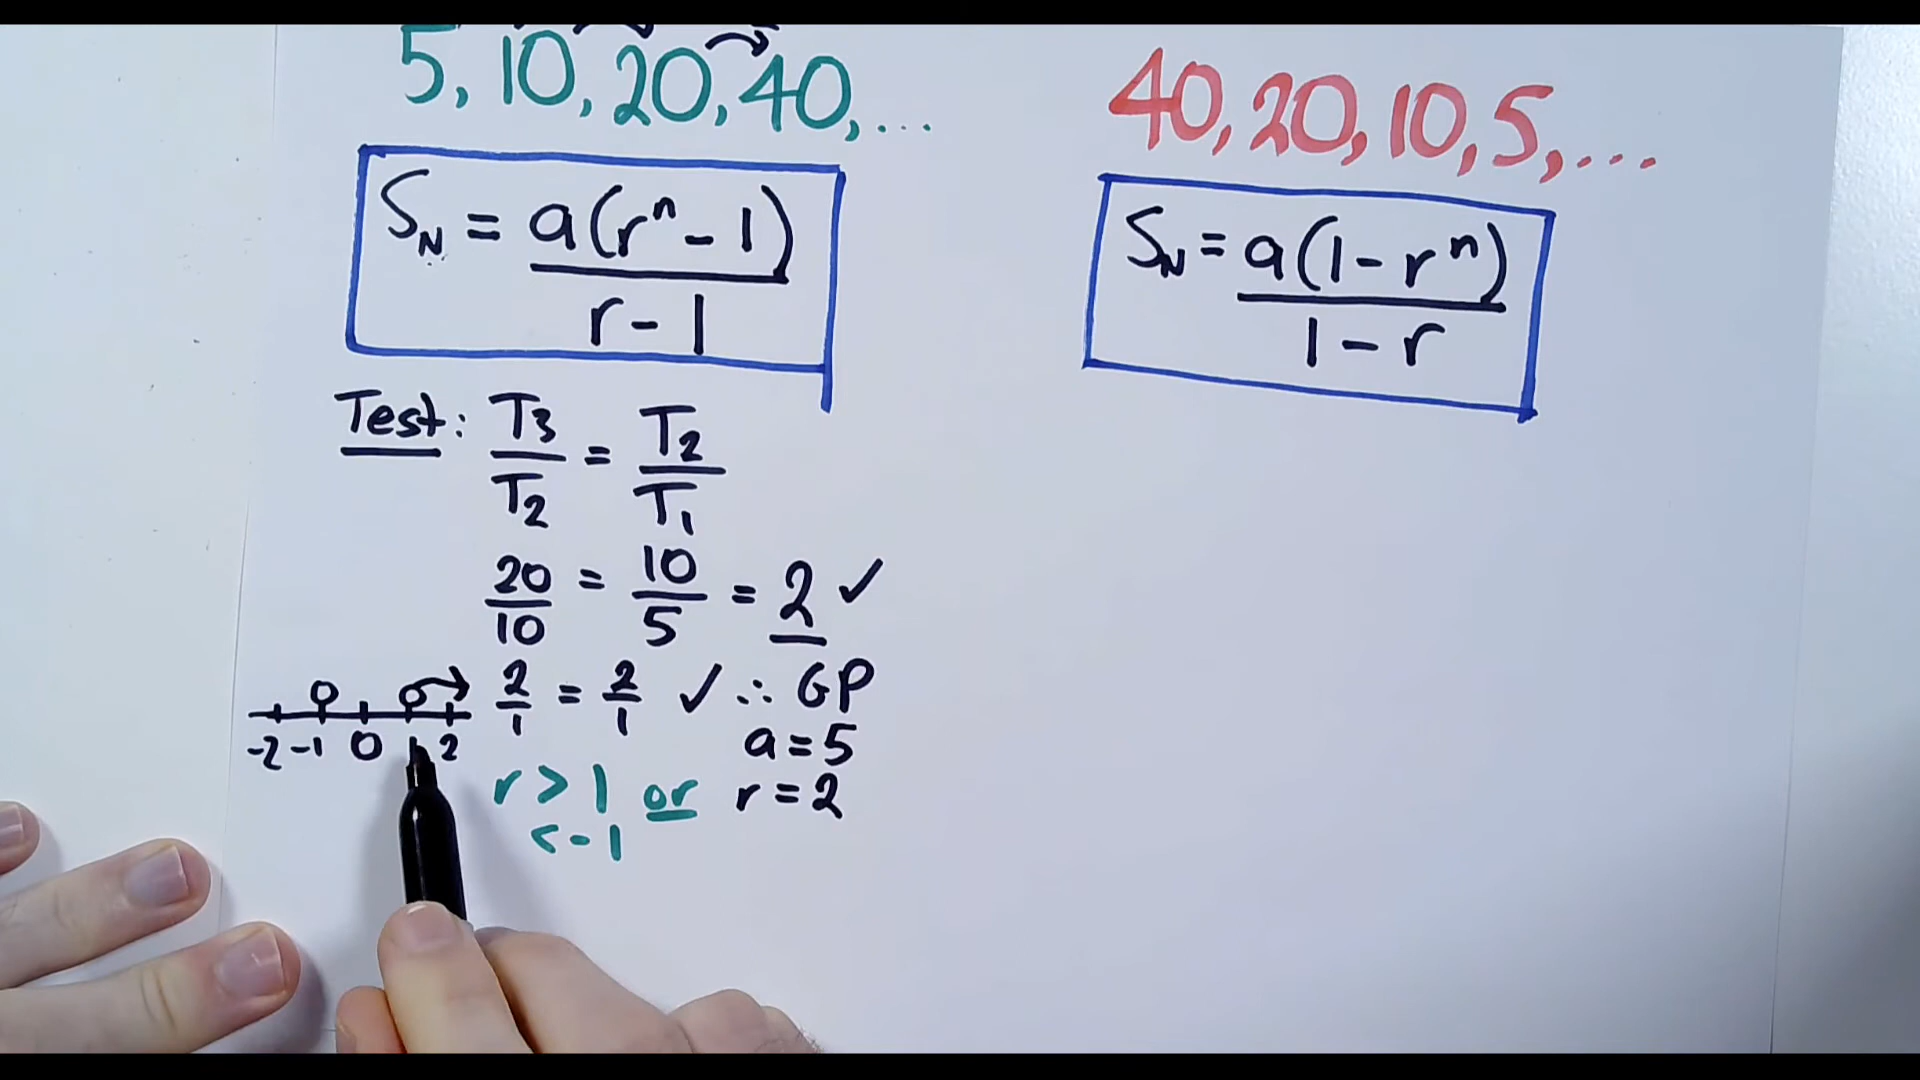 5, 10, 20, 40, ...
S_N = a(rⁿ - 1) / r - 1
Test: T3/T2 = T2/T1
20/10 = 10/5 = 2 ✓
2/1 = 2/1 ✓ ∴ GP
-2 -1 0 1 2
a = 5
r > 1 or
< -1
r = 2
40, 20, 10, 5, ...
S_N = a(1 - rⁿ) / 1 - r